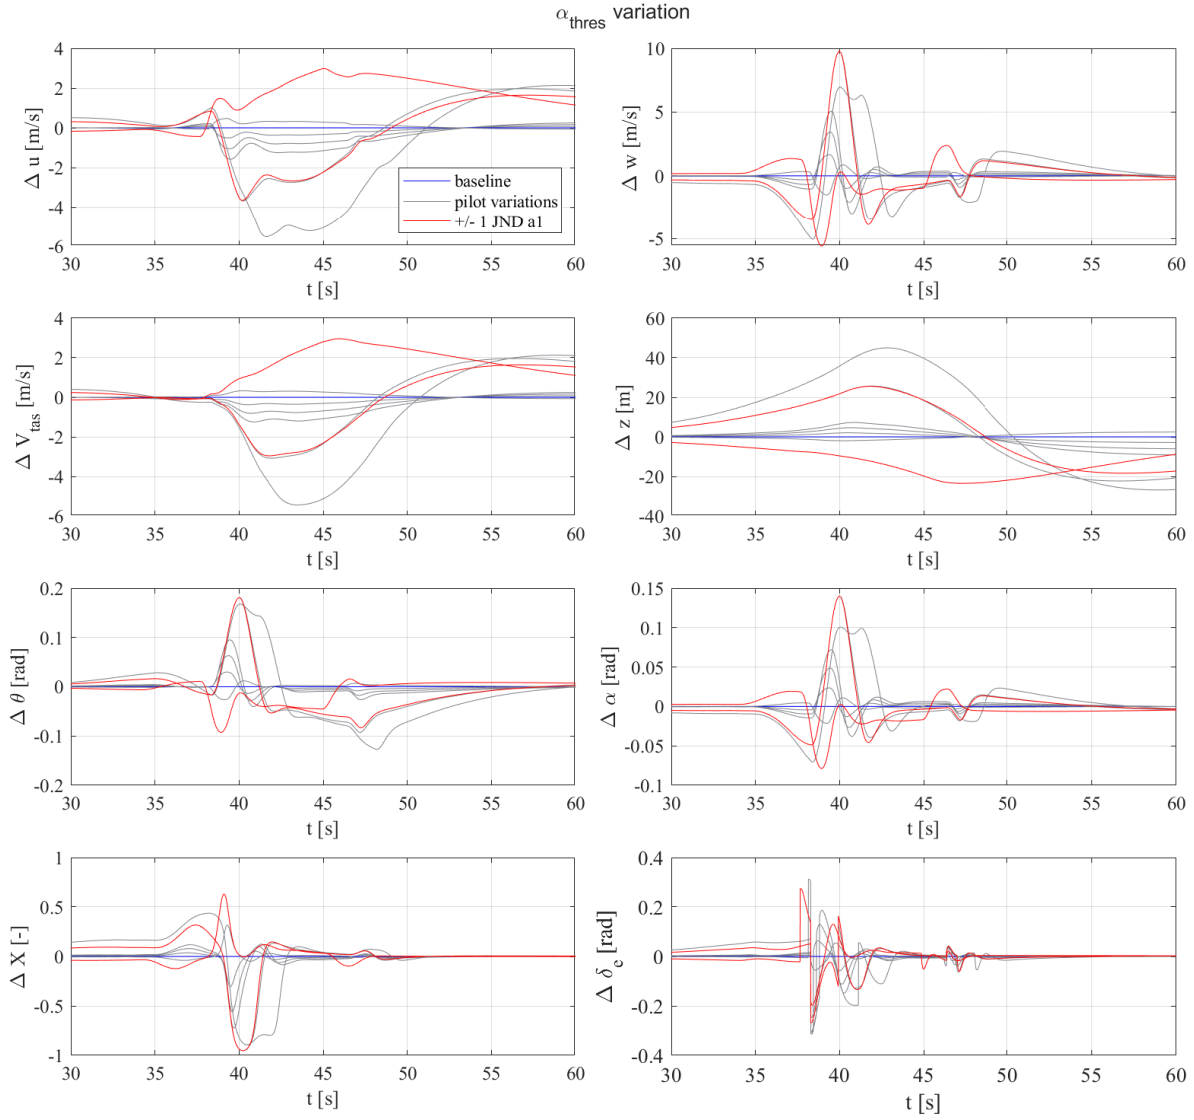 α_thres variation
4
2
0
-2
-4
-6
Δ u [m/s]
baseline
pilot variations
+/- 1 JND a1
30 35 40 45 50 55 60
t [s]
10
5
0
-5
Δ w [m/s]
30 35 40 45 50 55 60
t [s]
4
2
0
-2
-4
-6
Δ V_tas [m/s]
30 35 40 45 50 55 60
t [s]
60
40
20
0
-20
-40
Δ z [m]
30 35 40 45 50 55 60
t [s]
0.2
0.1
0
-0.1
-0.2
Δ θ [rad]
30 35 40 45 50 55 60
t [s]
0.15
0.1
0.05
0
-0.05
-0.1
Δ α [rad]
30 35 40 45 50 55 60
t [s]
1
0.5
0
-0.5
-1
Δ X [-]
30 35 40 45 50 55 60
t [s]
0.4
0.2
0
-0.2
-0.4
Δ δ_e [rad]
30 35 40 45 50 55 60
t [s]